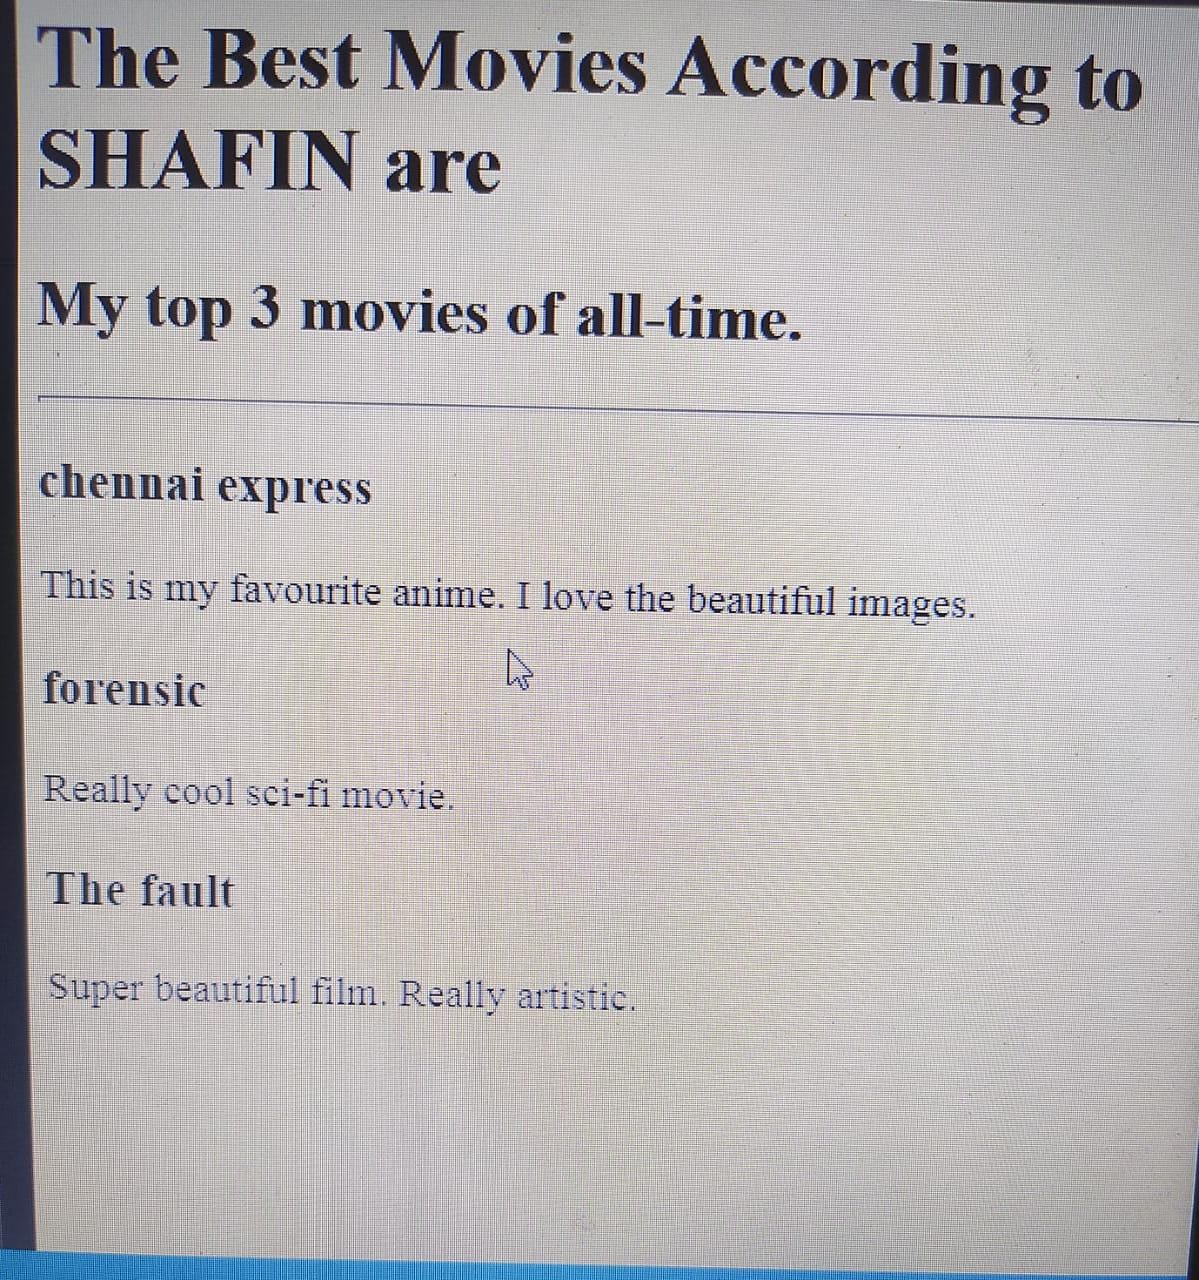 The Best Movies According to
SHAFIN are
My top 3 movies of all-time.
chennai express
This is my favourite anime. I love the beautiful images.
forensic
Really cool sci-fi movie.
The fault
Super beautiful film. Really artistic.